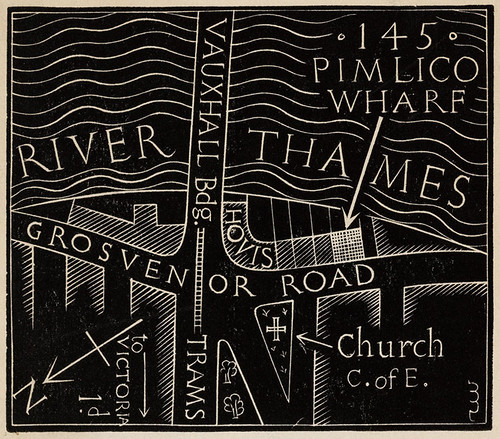 · 145 ·
PIMLICO
WHARF
VAUXHALL Bdg.
RIVER THAMES
HOVIS
GROSVENOR ROAD
TRAMS
Church
C. of E.
to
VICTORIA
1d.
N